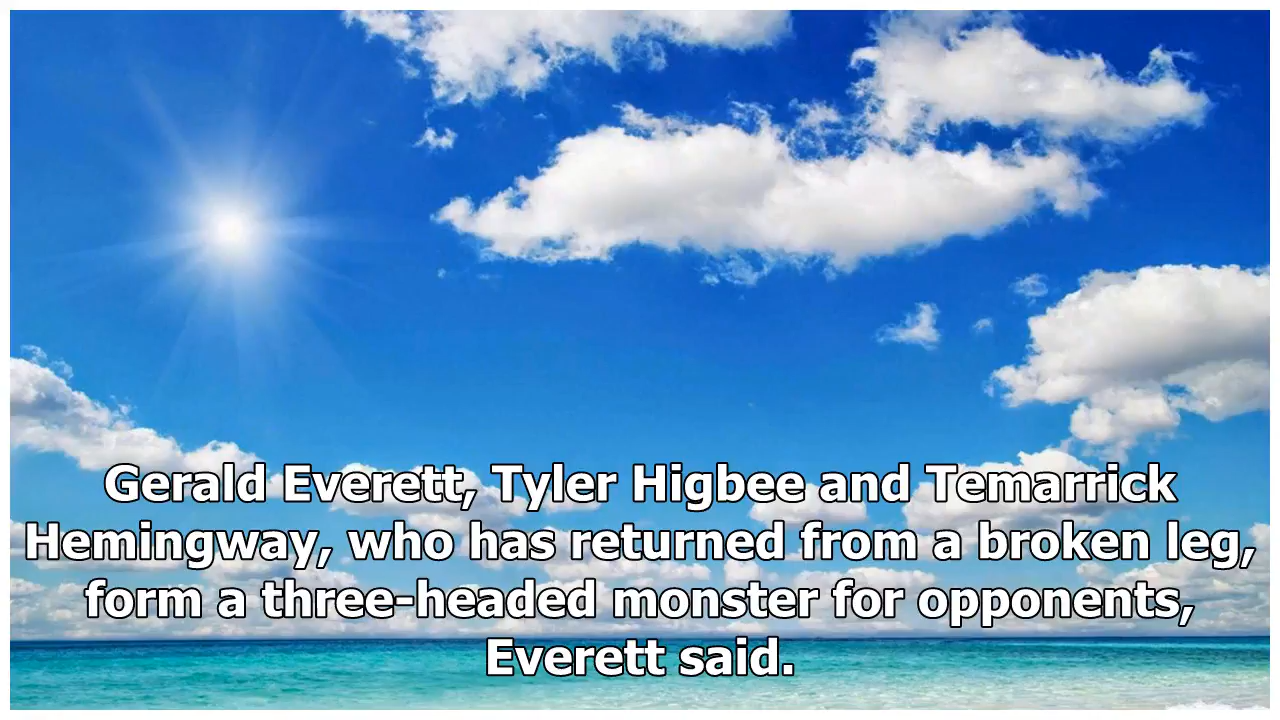 Gerald Everett, Tyler Higbee and Temarrick
Hemingway, who has returned from a broken leg,
form a three-headed monster for opponents,
Everett said.